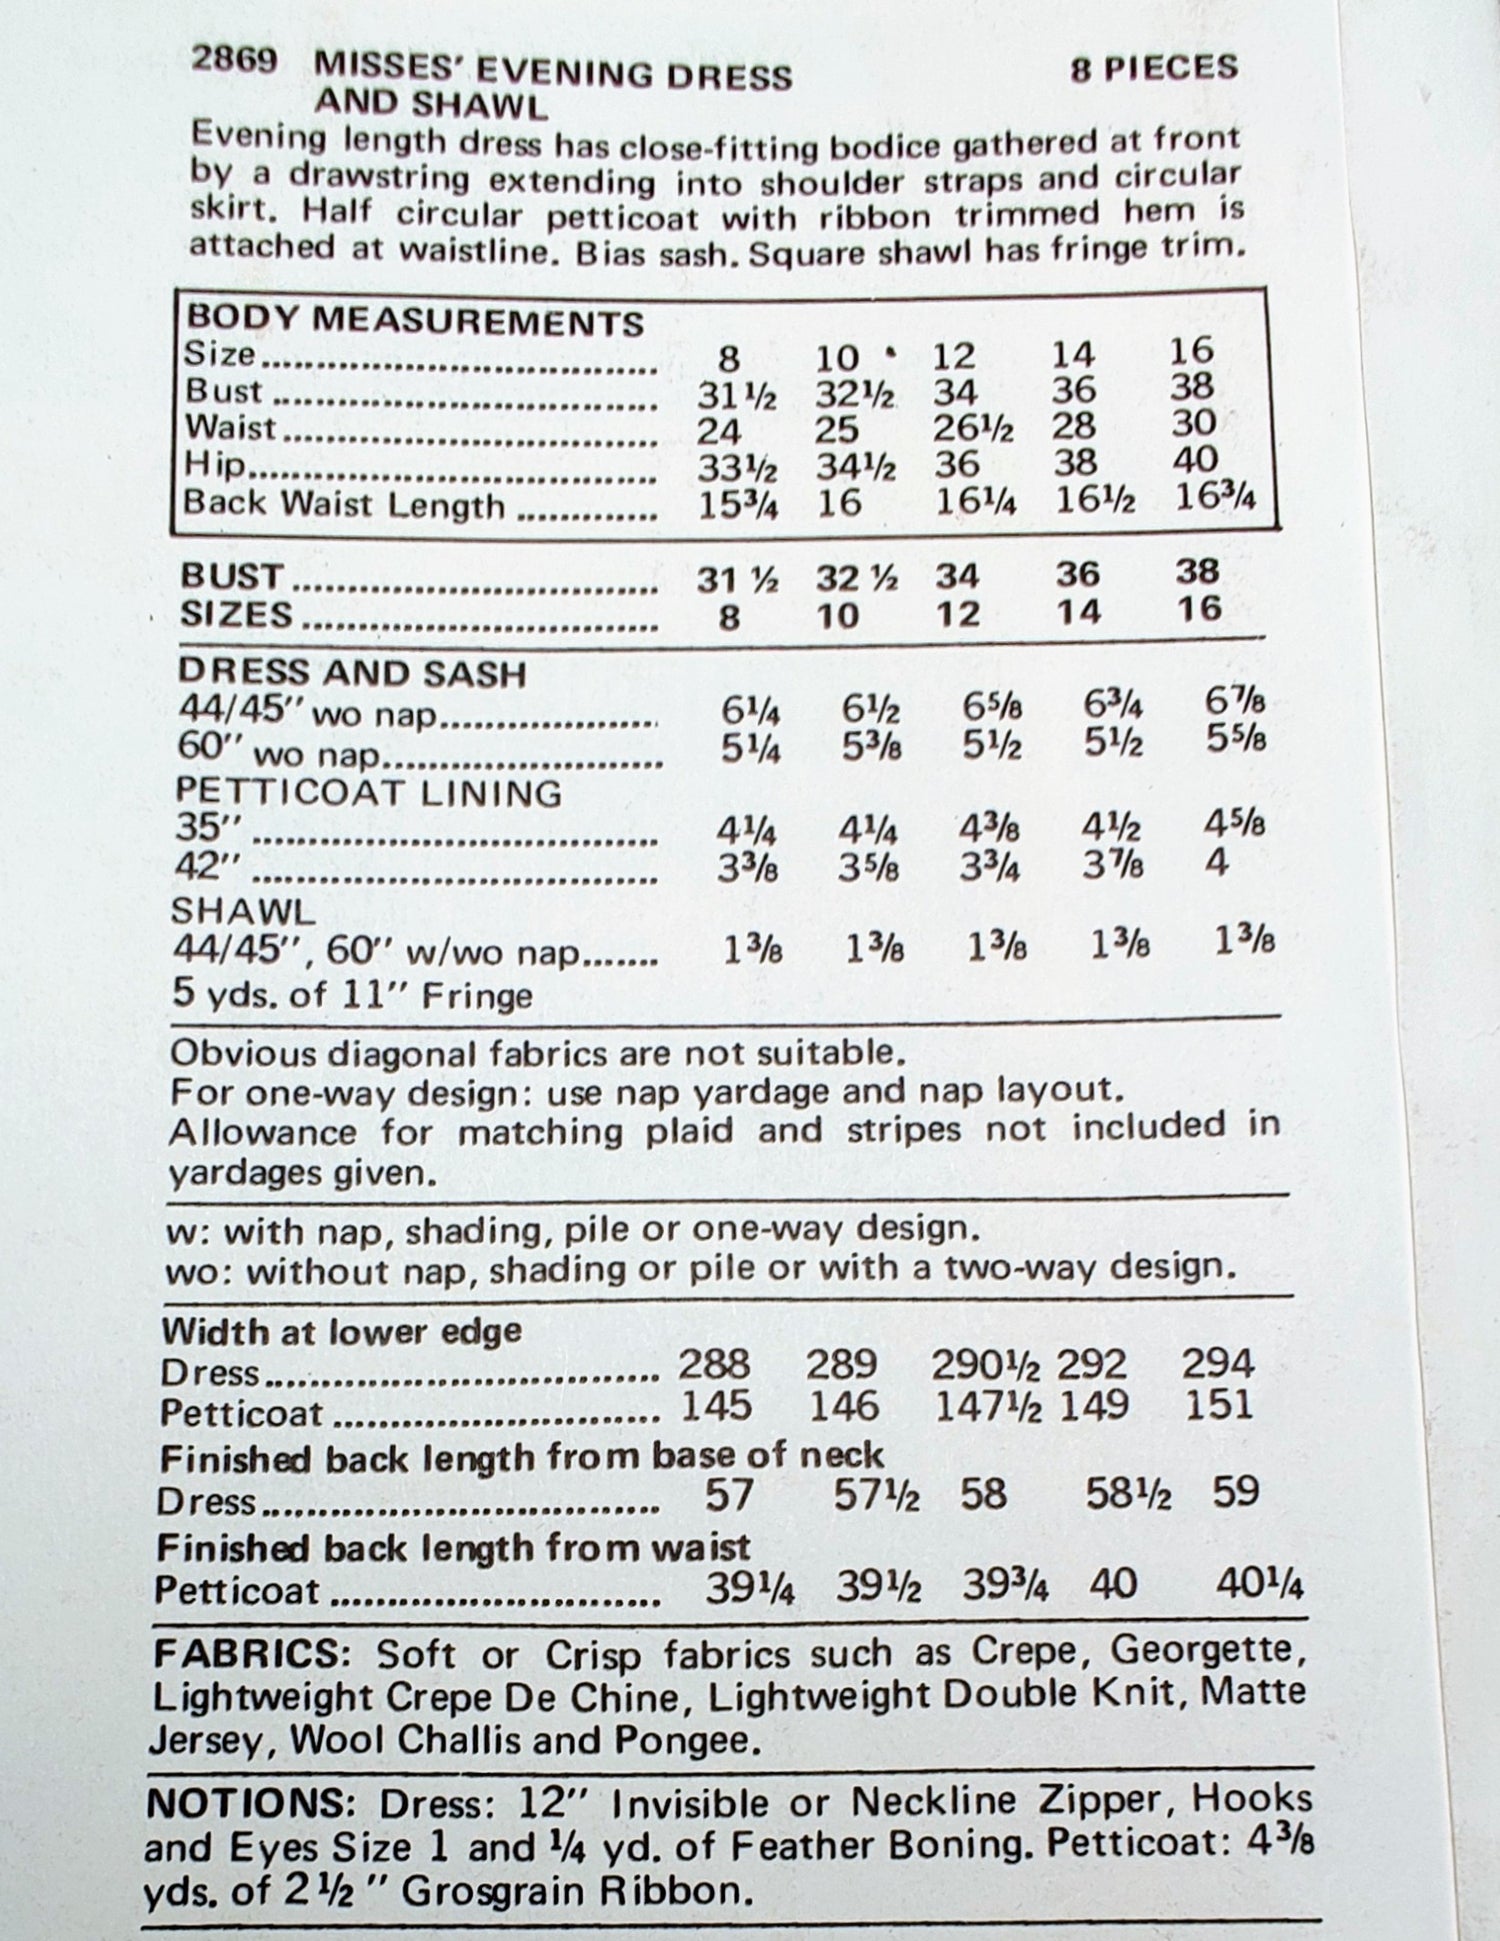 2869 MISSES' EVENING DRESS 8 PIECES
AND SHAWL
Evening length dress has close-fitting bodice gathered at front
by a drawstring extending into shoulder straps and circular
skirt. Half circular petticoat with ribbon trimmed hem is
attached at waistline. Bias sash. Square shawl has fringe trim.
BODY MEASUREMENTS
Size.................................... 8 10 12 14 16
Bust ................................... 31½ 32½ 34 36 38
Waist.................................. 24 25 26½ 28 30
Hip..................................... 33½ 34½ 36 38 40
Back Waist Length ............. 15¾ 16 16¼ 16½ 16¾
BUST ................................. 31 ½ 32 ½ 34 36 38
SIZES ................................ 8 10 12 14 16
DRESS AND SASH
44/45'' wo nap.................... 6¼ 6½ 6⅝ 6¾ 6⅞
60'' wo nap......................... 5¼ 5⅜ 5½ 5½ 5⅝
PETTICOAT LINING
35'' .................................... 4¼ 4¼ 4⅜ 4½ 4⅝
42'' .................................... 3⅜ 3⅝ 3¾ 3⅞ 4
SHAWL
44/45'', 60'' w/wo nap....... 1⅜ 1⅜ 1⅜ 1⅜ 1⅜
5 yds. of 11'' Fringe
Obvious diagonal fabrics are not suitable.
For one-way design: use nap yardage and nap layout.
Allowance for matching plaid and stripes not included in
yardages given.
w: with nap, shading, pile or one-way design.
wo: without nap, shading or pile or with a two-way design.
Width at lower edge
Dress................................... 288 289 290½ 292 294
Petticoat ............................. 145 146 147½ 149 151
Finished back length from base of neck
Dress................................... 57 57½ 58 58½ 59
Finished back length from waist
Petticoat ............................. 39¼ 39½ 39¾ 40 40¼
FABRICS: Soft or Crisp fabrics such as Crepe, Georgette,
Lightweight Crepe De Chine, Lightweight Double Knit, Matte
Jersey, Wool Challis and Pongee.
NOTIONS: Dress: 12'' Invisible or Neckline Zipper, Hooks
and Eyes Size 1 and ¼ yd. of Feather Boning. Petticoat: 4⅜
yds. of 2½ '' Grosgrain Ribbon.